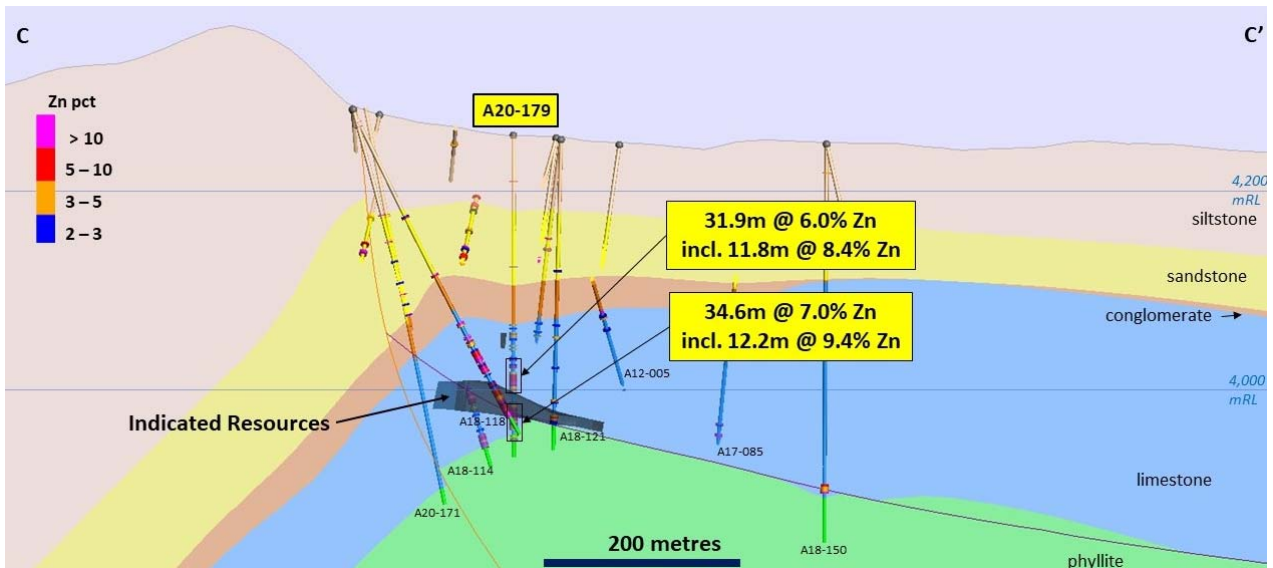 C
C’
Zn pct
> 10
5 – 10
3 – 5
2 – 3
A20-179
4,200
mRL
siltstone
31.9m @ 6.0% Zn
incl. 11.8m @ 8.4% Zn
sandstone
conglomerate
34.6m @ 7.0% Zn
incl. 12.2m @ 9.4% Zn
A12-005
4,000
mRL
Indicated Resources
A18-118
A18-121
A17-085
A18-114
limestone
A20-171
200 metres
A18-150
phyllite